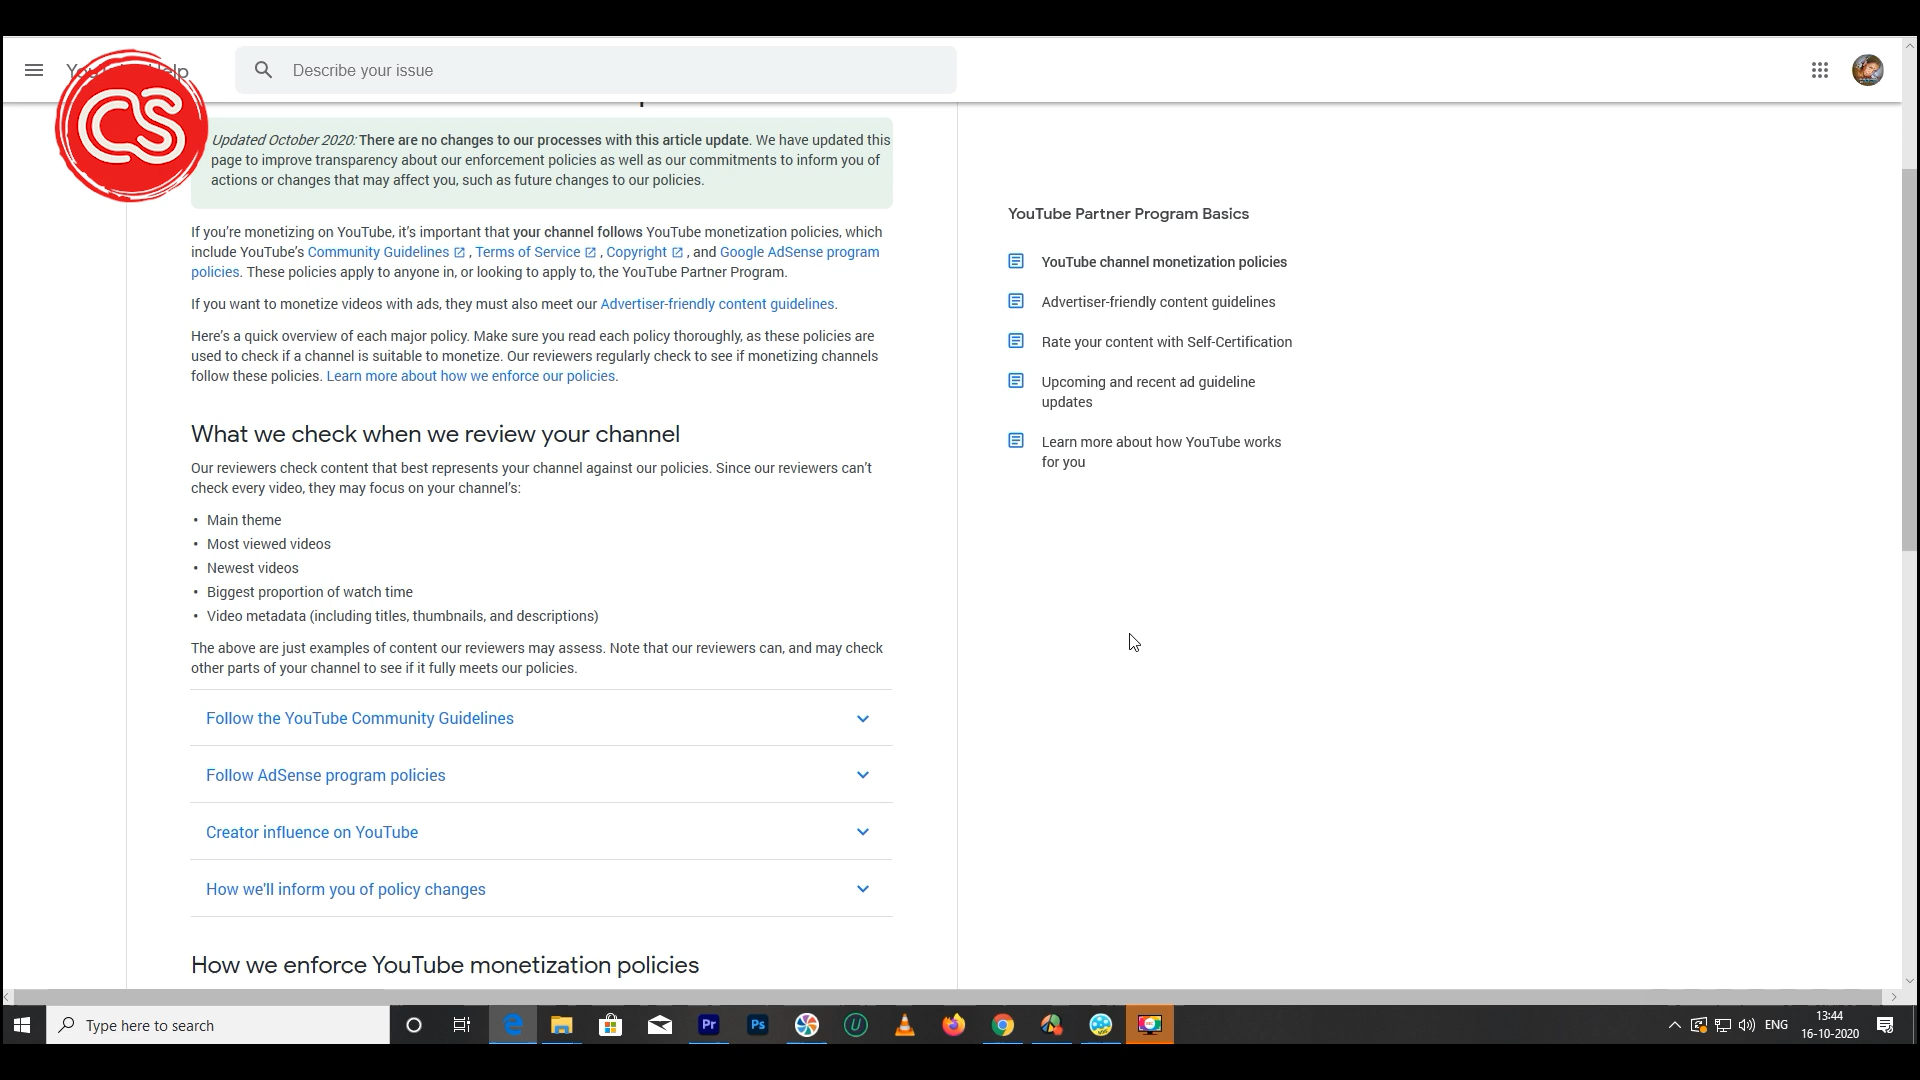 Describe your issue
CS
Updated October 2020: There are no changes to our processes with this article update. We have updated this
page to improve transparency about our enforcement policies as well as our commitments to inform you of
actions or changes that may affect you, such as future changes to our policies.
If you’re monetizing on YouTube, it’s important that your channel follows YouTube monetization policies, which
include YouTube’s Community Guidelines , Terms of Service , Copyright , and Google AdSense program
policies. These policies apply to anyone in, or looking to apply to, the YouTube Partner Program.
If you want to monetize videos with ads, they must also meet our Advertiser-friendly content guidelines.
Here’s a quick overview of each major policy. Make sure you read each policy thoroughly, as these policies are
used to check if a channel is suitable to monetize. Our reviewers regularly check to see if monetizing channels
follow these policies. Learn more about how we enforce our policies.
What we check when we review your channel
Our reviewers check content that best represents your channel against our policies. Since our reviewers can’t
check every video, they may focus on your channel’s:
• Main theme
• Most viewed videos
• Newest videos
• Biggest proportion of watch time
• Video metadata (including titles, thumbnails, and descriptions)
The above are just examples of content our reviewers may assess. Note that our reviewers can, and may check
other parts of your channel to see if it fully meets our policies.
Follow the YouTube Community Guidelines
Follow AdSense program policies
Creator influence on YouTube
How we’ll inform you of policy changes
How we enforce YouTube monetization policies
YouTube Partner Program Basics
YouTube channel monetization policies
Advertiser-friendly content guidelines
Rate your content with Self-Certification
Upcoming and recent ad guideline
updates
Learn more about how YouTube works
for you
Type here to search
Pr
Ps
U
ENG
13:44
16-10-2020